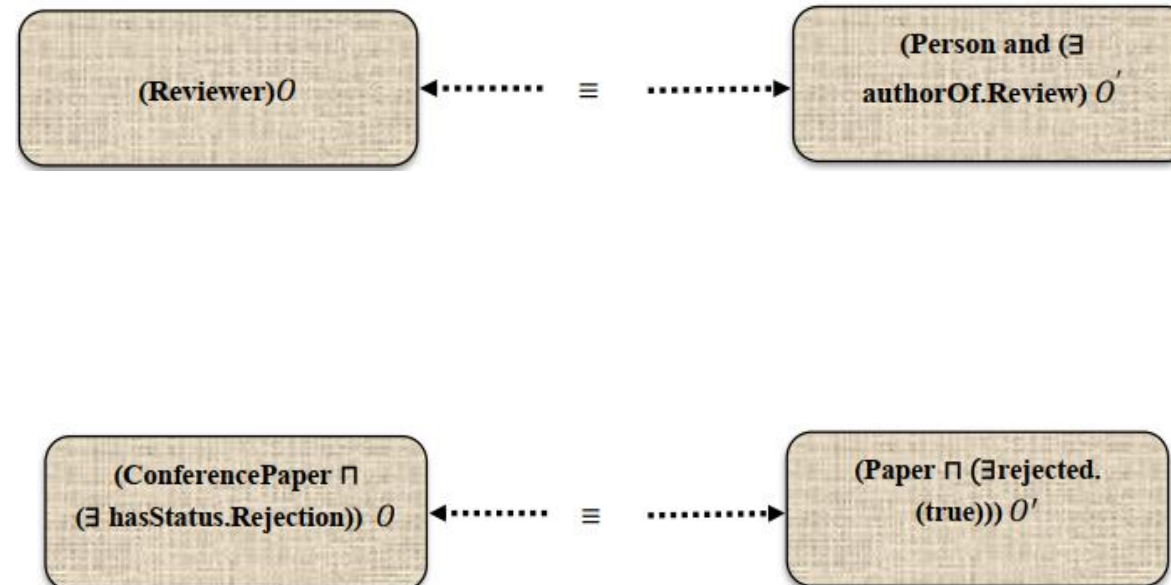 (Reviewer)O
≡
(Person and (∃
authorOf.Review) O′
(ConferencePaper ⊓
(∃ hasStatus.Rejection)) O
≡
(Paper ⊓ (∃rejected.
(true))) O′